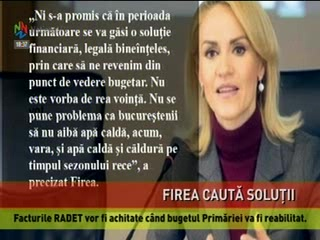 18:37
„Ni s-a promis că în perioada
următoare se va găsi o soluție
financiară, legală bineînțeles,
prin care să ne revenim din
punct de vedere bugetar. Nu
este vorba de rea voință. Nu se
pune problema ca bucureștenii
să nu aibă apă caldă, acum,
vara, și apă caldă și căldură pe
timpul sezonului rece”, a
precizat Firea.
FIREA CAUTĂ SOLUȚII
Facturile RADET vor fi achitate când bugetul Primăriei va fi reabilitat.